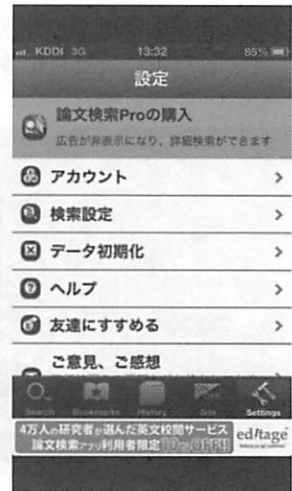 KDDI 3G 13:32 85%
設定
論文検索Proの購入
広告が非表示になり、詳細検索ができます
アカウント
検索設定
データ初期化
ヘルプ
友達にすすめる
ご意見、ご感想
Search Bookmarks History Site Settings
4万人の研究者が選んだ英文校閲サービス
論文検索アプリ利用者限定10%OFF!!
editage